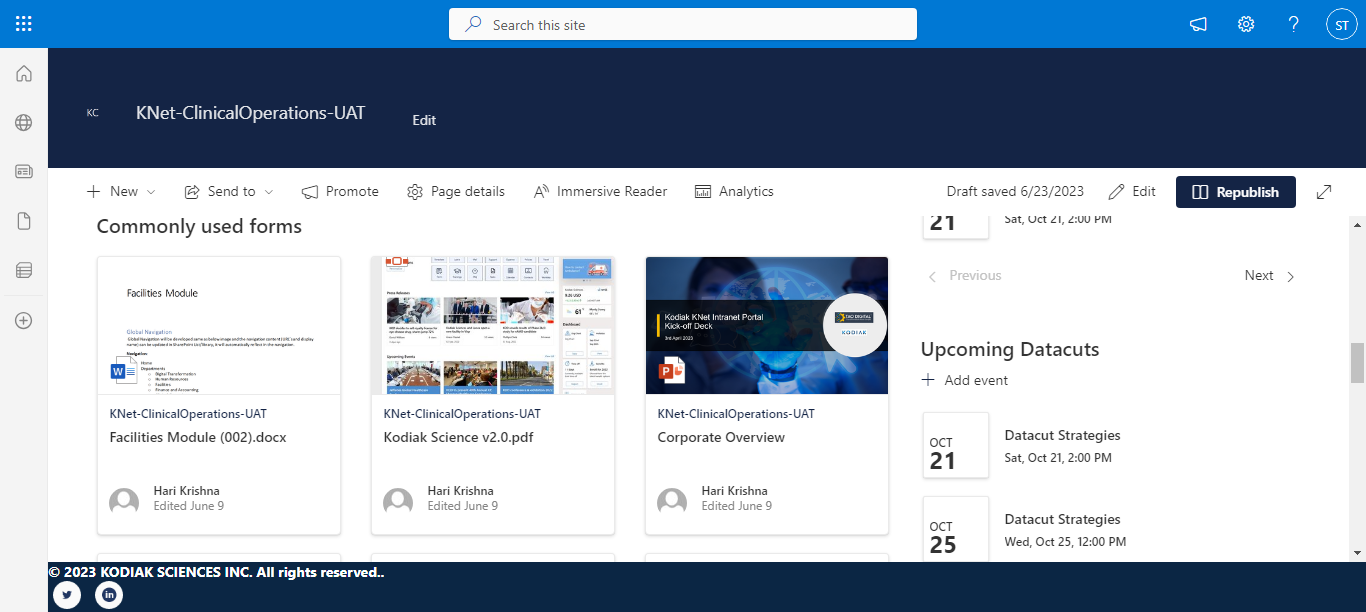 Search this site
ST
KC
KNet-ClinicalOperations-UAT
Edit
New
Send to
Promote
Page details
Immersive Reader
Analytics
Draft saved 6/23/2023
Edit
Republish
Commonly used forms
Facilities Module
Global Navigation
Navigation:
Home
Departments
Digital Transformation
Human Resources
Facilities
Finance and Accounting
W
KNet-ClinicalOperations-UAT
Facilities Module (002).docx
Hari Krishna
Edited June 9
Press Releases
Upcoming Events
KNet-ClinicalOperations-UAT
Kodiak Science v2.0.pdf
Hari Krishna
Edited June 9
Kodiak KNet Intranet Portal
Kick-off Deck
3rd April 2023
KODIAK
P
KNet-ClinicalOperations-UAT
Corporate Overview
Hari Krishna
Edited June 9
21
Sat, Oct 21, 2:00 PM
Previous
Next
Upcoming Datacuts
Add event
OCT
21
Datacut Strategies
Sat, Oct 21, 2:00 PM
OCT
25
Datacut Strategies
Wed, Oct 25, 12:00 PM
© 2023 KODIAK SCIENCES INC. All rights reserved..
in